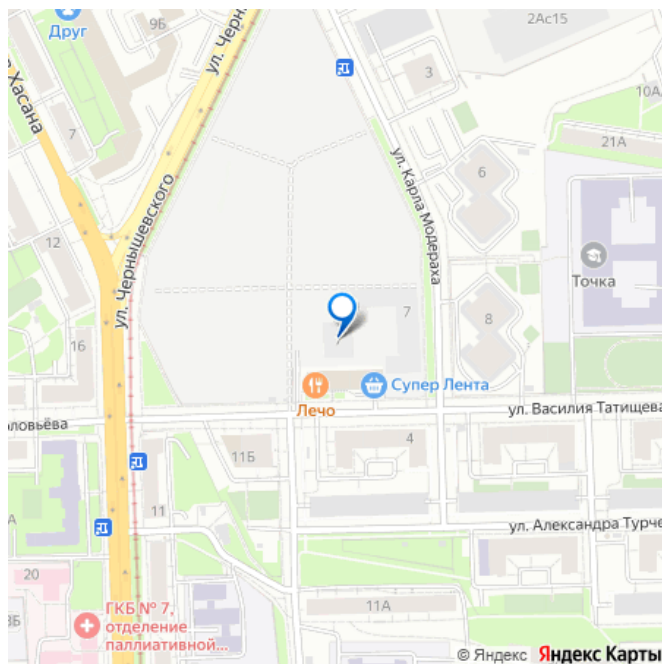 Друг
9Б
ул. Черн
2Ас15
3
10А
Хасана
7
21А
ул. Карла Модераха
6
ул. Чернышевского
12
Точка
7
16
8
Супер Лента
Лечо
ул. Василия Татищева
оловьёва
4
11Б
А
11
ул. Александра Турче
20
11А
ГКБ № 7,
отделение
паллиативной...
ЗБ
© Яндекс Яндекс Карты